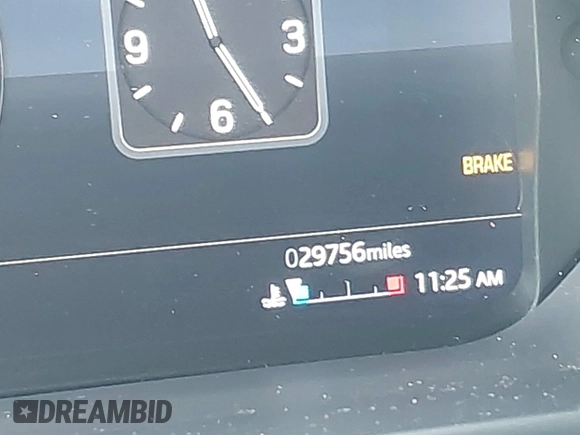 9
3
6
BRAKE
029756miles
11:25 AM
DREAMBID